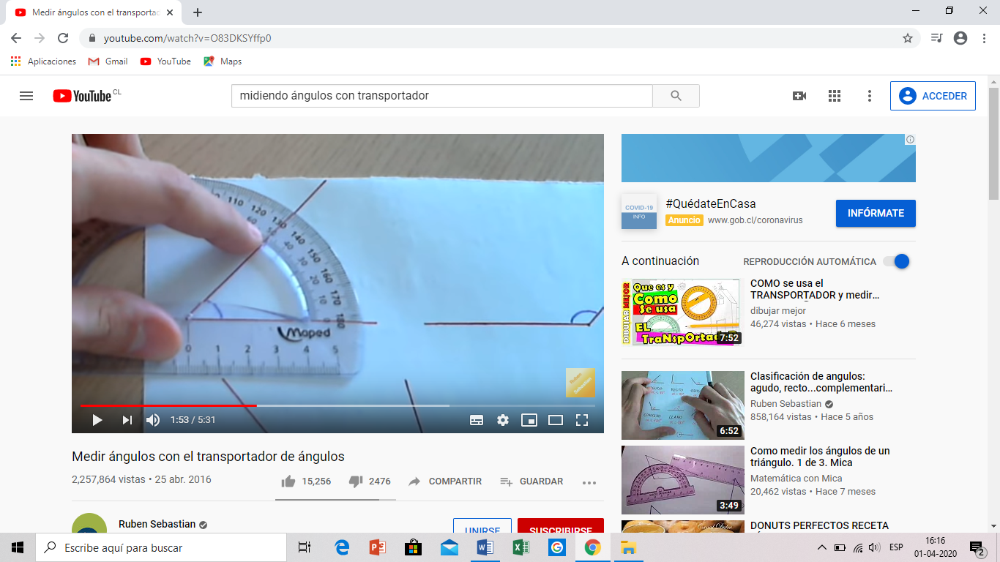 Medir ángulos con el transportad
youtube.com/watch?v=O83DKSYffp0
Aplicaciones
Gmail
YouTube
Maps
YouTube CL
midiendo ángulos con transportador
ACCEDER
110
120
130
140
150
160
170
180
50
40
30
20
10
0
Maped
0 1 2 3 4 5
Ruben
Sebastian
1:53 / 5:31
Medir ángulos con el transportador de ángulos
2,257,864 vistas • 25 abr. 2016
15,256
2476
COMPARTIR
GUARDAR
Ruben Sebastian
UNIRSE
SUSCRIBIRSE
COVID-19
INFO
#QuédateEnCasa
Anuncio www.gob.cl/coronavirus
INFÓRMATE
A continuación
REPRODUCCIÓN AUTOMÁTICA
DIBUJAR MEJOR
Que es y
Como
Se usa
EL
TraNspOrtad
7:52
COMO se usa el
TRANSPORTADOR y medir...
dibujar mejor
46,274 vistas • Hace 6 meses
6:52
Clasificación de angulos:
agudo, recto...complementari...
Ruben Sebastian
858,164 vistas • Hace 5 años
3:49
Como medir los ángulos de un
triángulo. 1 de 3. Mica
Matemática con Mica
20,462 vistas • Hace 7 meses
Canal Dulce
DONUTS PERFECTOS RECETA
Escribe aquí para buscar
ESP
16:16
01-04-2020
2